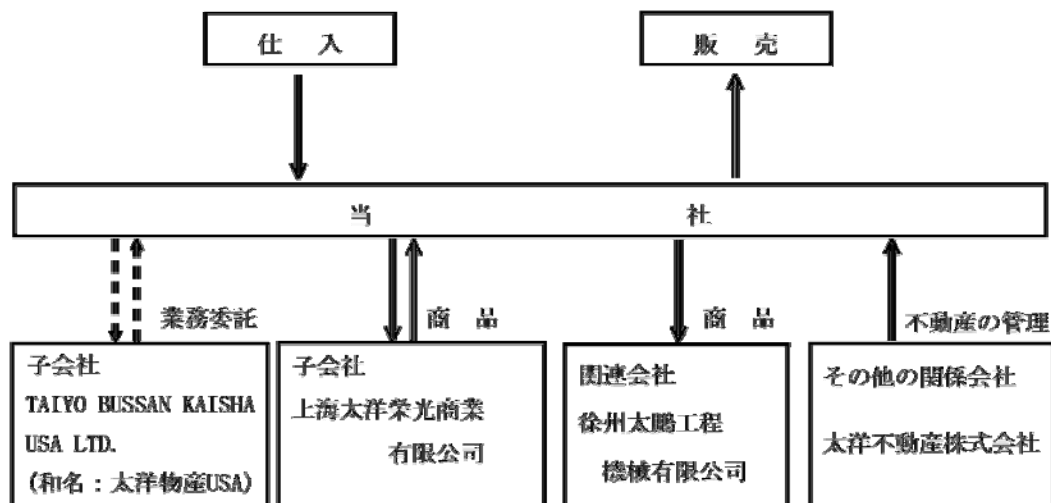 仕 入
販 売
当 社
業務委託
商 品
商 品
不動産の管理
子会社
TAIYO BUSSAN KAISHA
USA LTD.
(和名:太洋物産USA)
子会社
上海太洋栄光商業
有限公司
関連会社
徐州太鵬工程
機械有限公司
その他の関係会社
太洋不動産株式会社